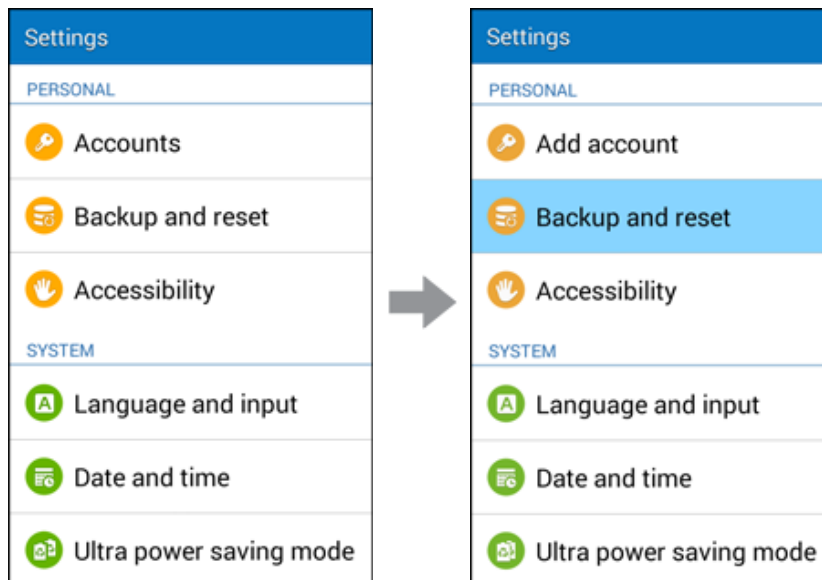 Settings
PERSONAL
Accounts
Backup and reset
Accessibility
SYSTEM
Language and input
Date and time
Ultra power saving mode
Settings
PERSONAL
Add account
Backup and reset
Accessibility
SYSTEM
Language and input
Date and time
Ultra power saving mode